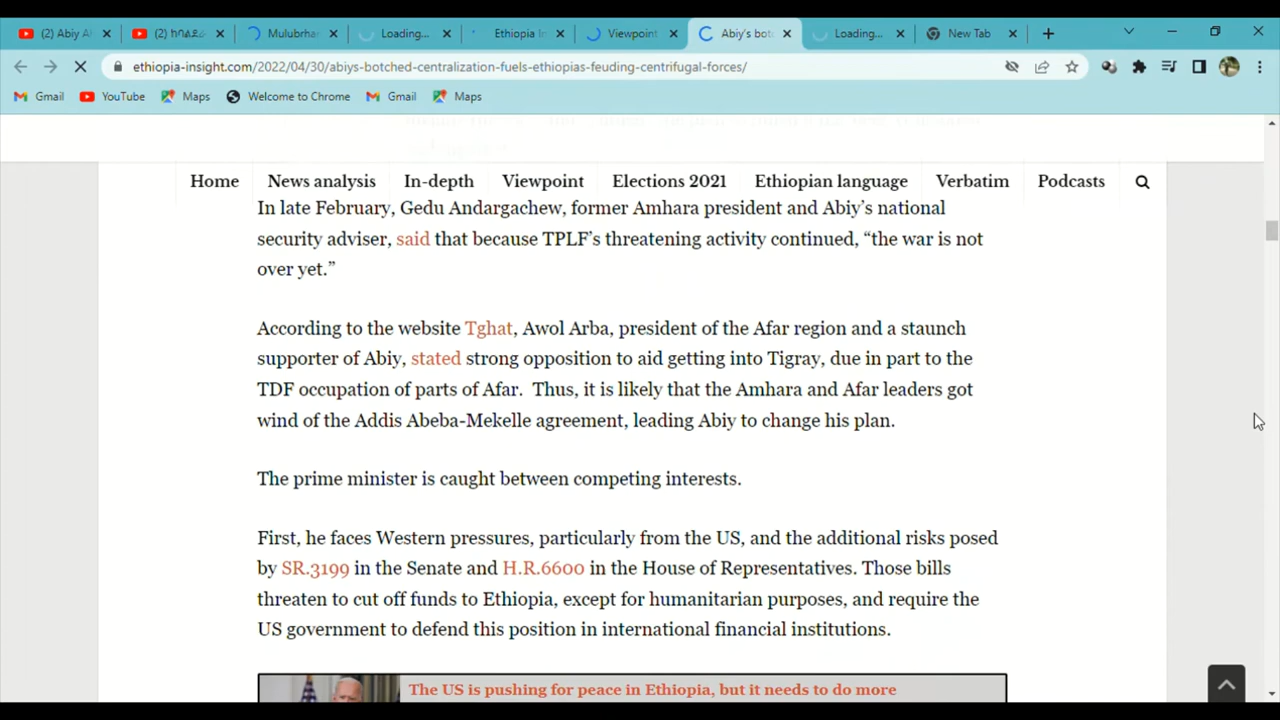 (2) Abiy A
(2) ከባልደራ
Mulubrha
Loading...
Ethiopia I
Viewpoint
Abiy's bot
Loading...
New Tab
ethiopia-insight.com/2022/04/30/abiys-botched-centralization-fuels-ethiopias-feuding-centrifugal-forces/
Gmail YouTube Maps Welcome to Chrome Gmail Maps
Home News analysis In-depth Viewpoint Elections 2021 Ethiopian language Verbatim Podcasts
In late February, Gedu Andargachew, former Amhara president and Abiy’s national
security adviser, said that because TPLF’s threatening activity continued, “the war is not
over yet.”
According to the website Tghat, Awol Arba, president of the Afar region and a staunch
supporter of Abiy, stated strong opposition to aid getting into Tigray, due in part to the
TDF occupation of parts of Afar. Thus, it is likely that the Amhara and Afar leaders got
wind of the Addis Abeba-Mekelle agreement, leading Abiy to change his plan.
The prime minister is caught between competing interests.
First, he faces Western pressures, particularly from the US, and the additional risks posed
by SR.3199 in the Senate and H.R.6600 in the House of Representatives. Those bills
threaten to cut off funds to Ethiopia, except for humanitarian purposes, and require the
US government to defend this position in international financial institutions.
The US is pushing for peace in Ethiopia, but it needs to do more